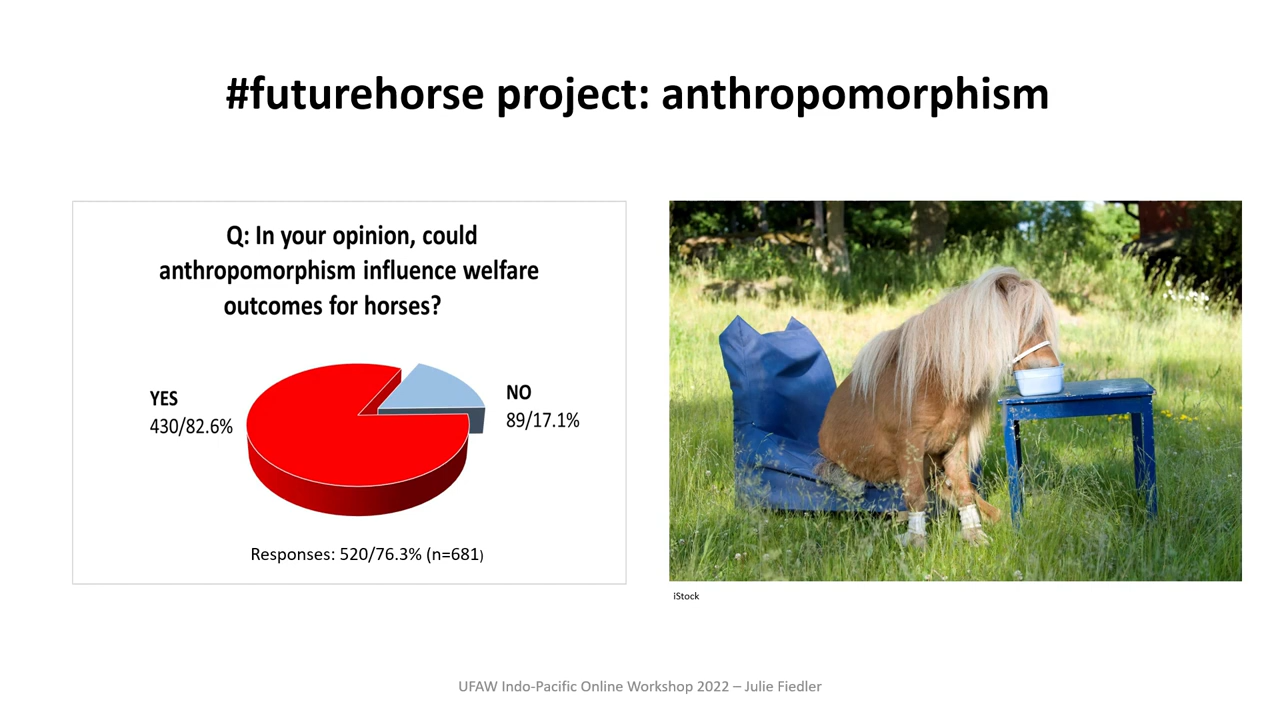 #futurehorse project: anthropomorphism
Q: In your opinion, could
anthropomorphism influence welfare
outcomes for horses?
YES
430/82.6%
NO
89/17.1%
Responses: 520/76.3% (n=681)
iStock
UFAW Indo-Pacific Online Workshop 2022 – Julie Fiedler